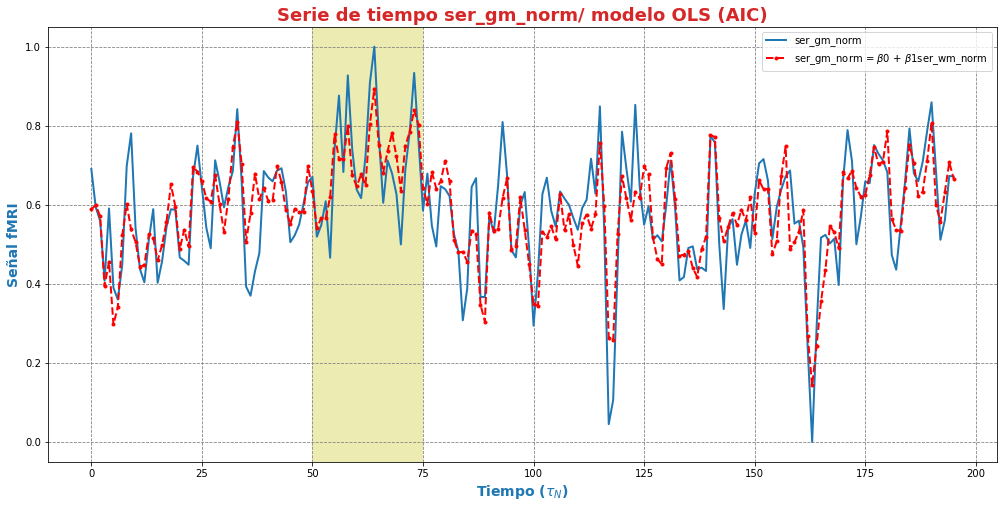 Serie de tiempo ser_gm_norm/ modelo OLS (AIC)
ser_gm_norm
ser_gm_norm = β0 + β1ser_wm_norm
Señal fMRI
1.0
0.8
0.6
0.4
0.2
0.0
0 25 50 75 100 125 150 175 200
Tiempo (τN)